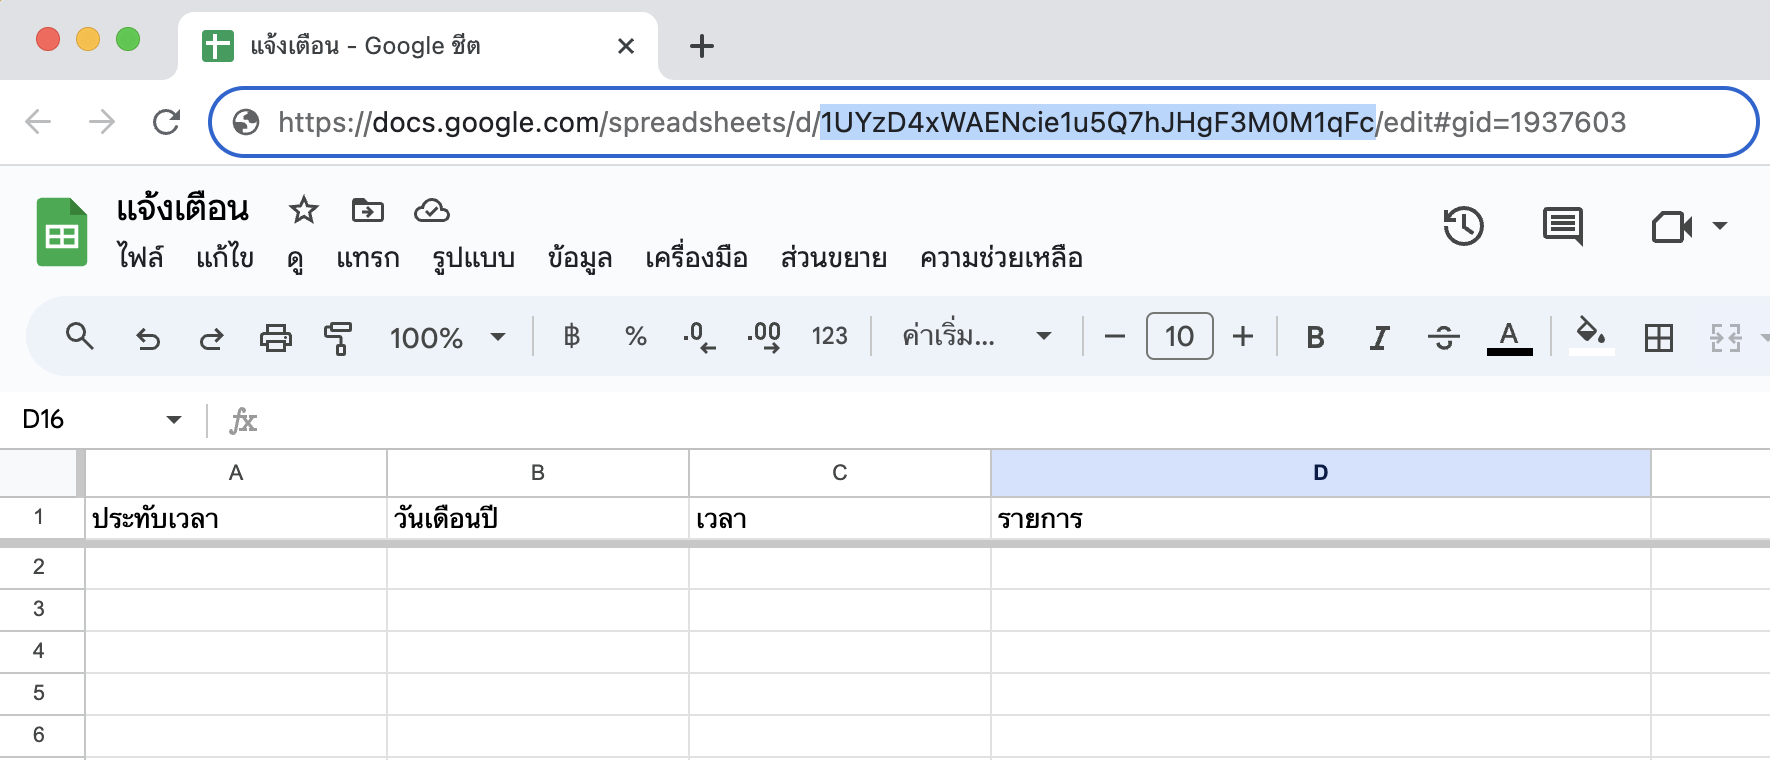 แจ้งเตือน - Google ชีต
https://docs.google.com/spreadsheets/d/1UYzD4xWAENcie1u5Q7hJHgF3M0M1qFc/edit#gid=1937603
แจ้งเตือน
ไฟล์ แก้ไข ดู แทรก รูปแบบ ข้อมูล เครื่องมือ ส่วนขยาย ความช่วยเหลือ
100% ฿ % .0 .00 123 ค่าเริ่ม... 10 B I S A
D16 fx
A B C D
1 ประทับเวลา วันเดือนปี เวลา รายการ
2
3
4
5
6